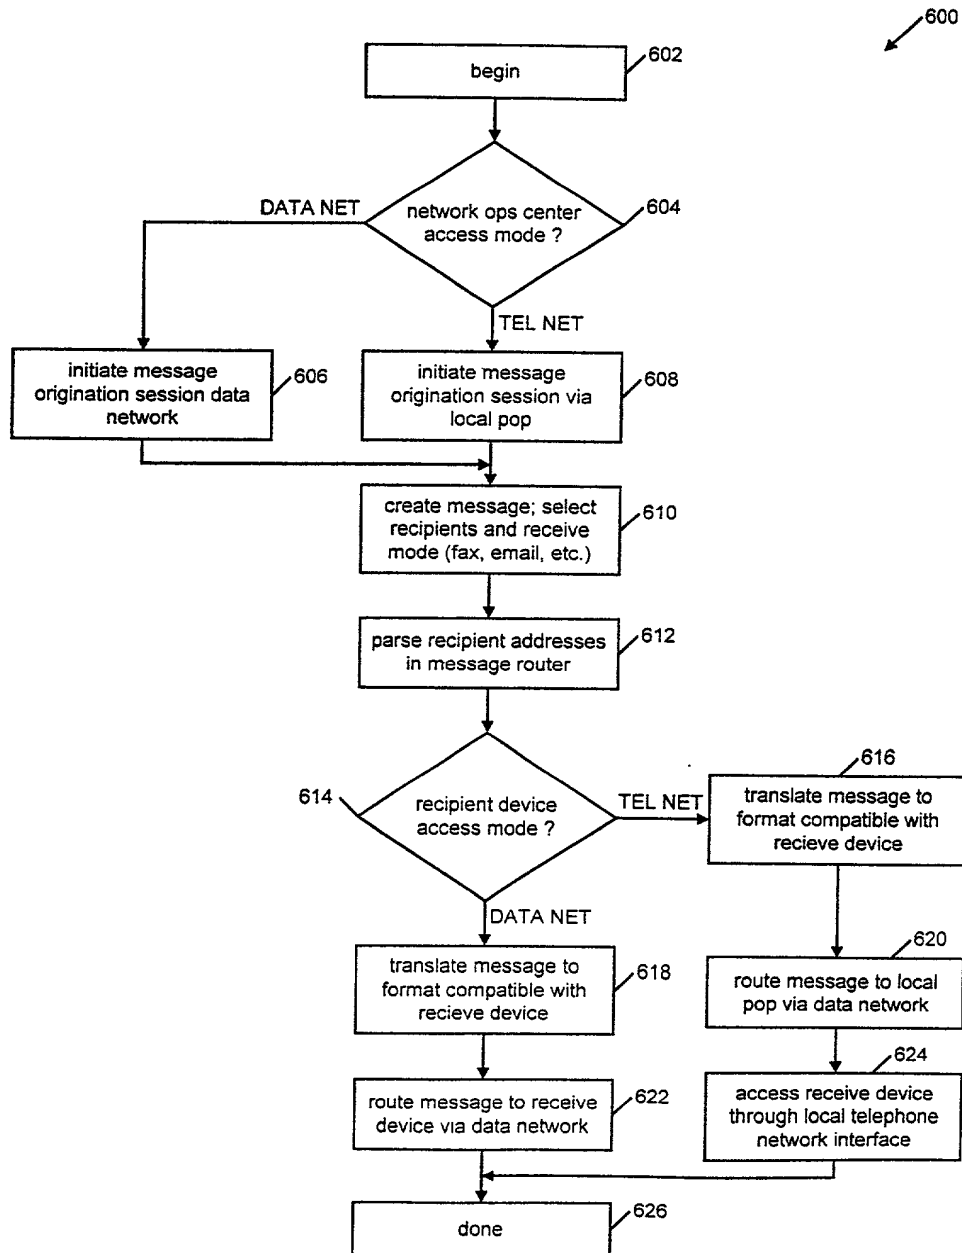 600
begin
602
network ops center
access mode ?
604
DATA NET
TEL NET
initiate message
origination session data
network
606
initiate message
origination session via
local pop
608
create message; select
recipients and receive
mode (fax, email, etc.)
610
parse recipient addresses
in message router
612
614
recipient device
access mode ?
TEL NET
616
translate message to
format compatible with
recieve device
DATA NET
translate message to
format compatible with
recieve device
618
620
route message to local
pop via data network
route message to receive
device via data network
622
624
access receive device
through local telephone
network interface
done
626